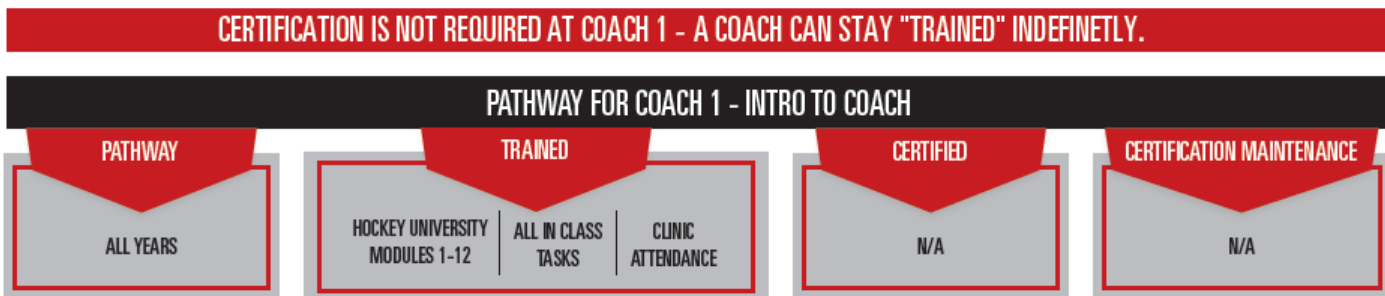 CERTIFICATION IS NOT REQUIRED AT COACH 1 - A COACH CAN STAY "TRAINED" INDEFINETLY.
PATHWAY FOR COACH 1 - INTRO TO COACH
PATHWAY
ALL YEARS
TRAINED
HOCKEY UNIVERSITY
MODULES 1-12
ALL IN CLASS
TASKS
CLINIC
ATTENDANCE
CERTIFIED
N/A
CERTIFICATION MAINTENANCE
N/A